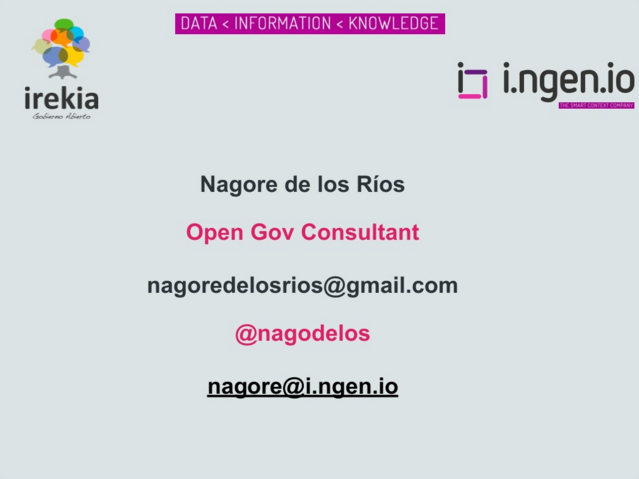 DATA < INFORMATION < KNOWLEDGE
irekia
Gobierno Abierto
i.ngen.io
THE SMART CONTEXT COMPANY
Nagore de los Ríos
Open Gov Consultant
nagoredelosrios@gmail.com
@nagodelos
nagore@i.ngen.io